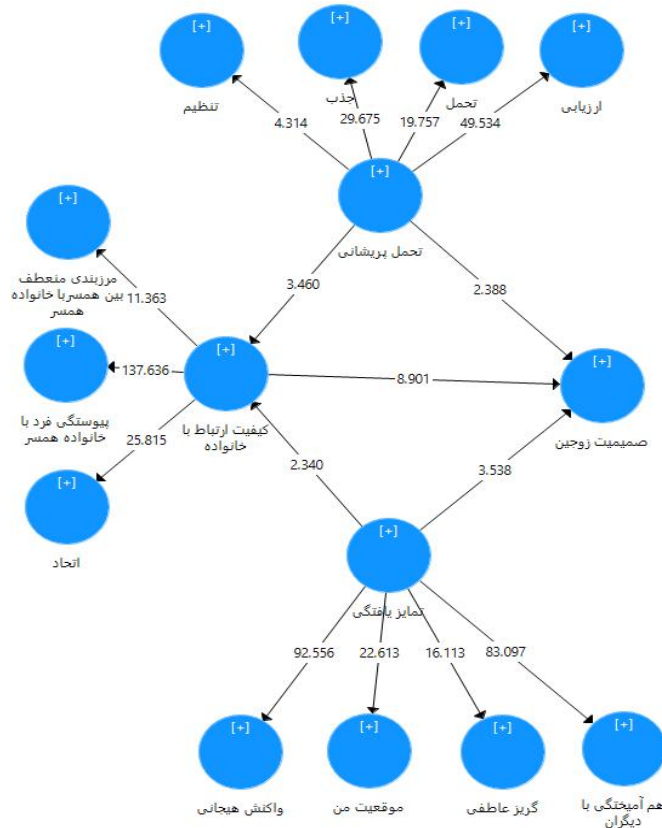 [+]
[+]
[+]
[+]
تنظیم
جذب
تحمل
ارزیابی
4.314
29.675
19.757
49.534
[+]
تحمل پریشانی
[+]
مرزبندی منعطف
بین همسربا خانواده
همسر
11.363
3.460
2.388
[+]
پیوستگی فرد با
خانواده همسر
137.636
[+]
کیفیت ارتباط با
خانواده
8.901
[+]
صمیمیت زوجین
25.815
[+]
اتحاد
2.340
3.538
[+]
تمایز یافتگی
92.556
22.613
16.113
83.097
[+]
واکنش هیجانی
[+]
موقعیت من
[+]
گریز عاطفی
[+]
هم آمیختگی با
دیگران